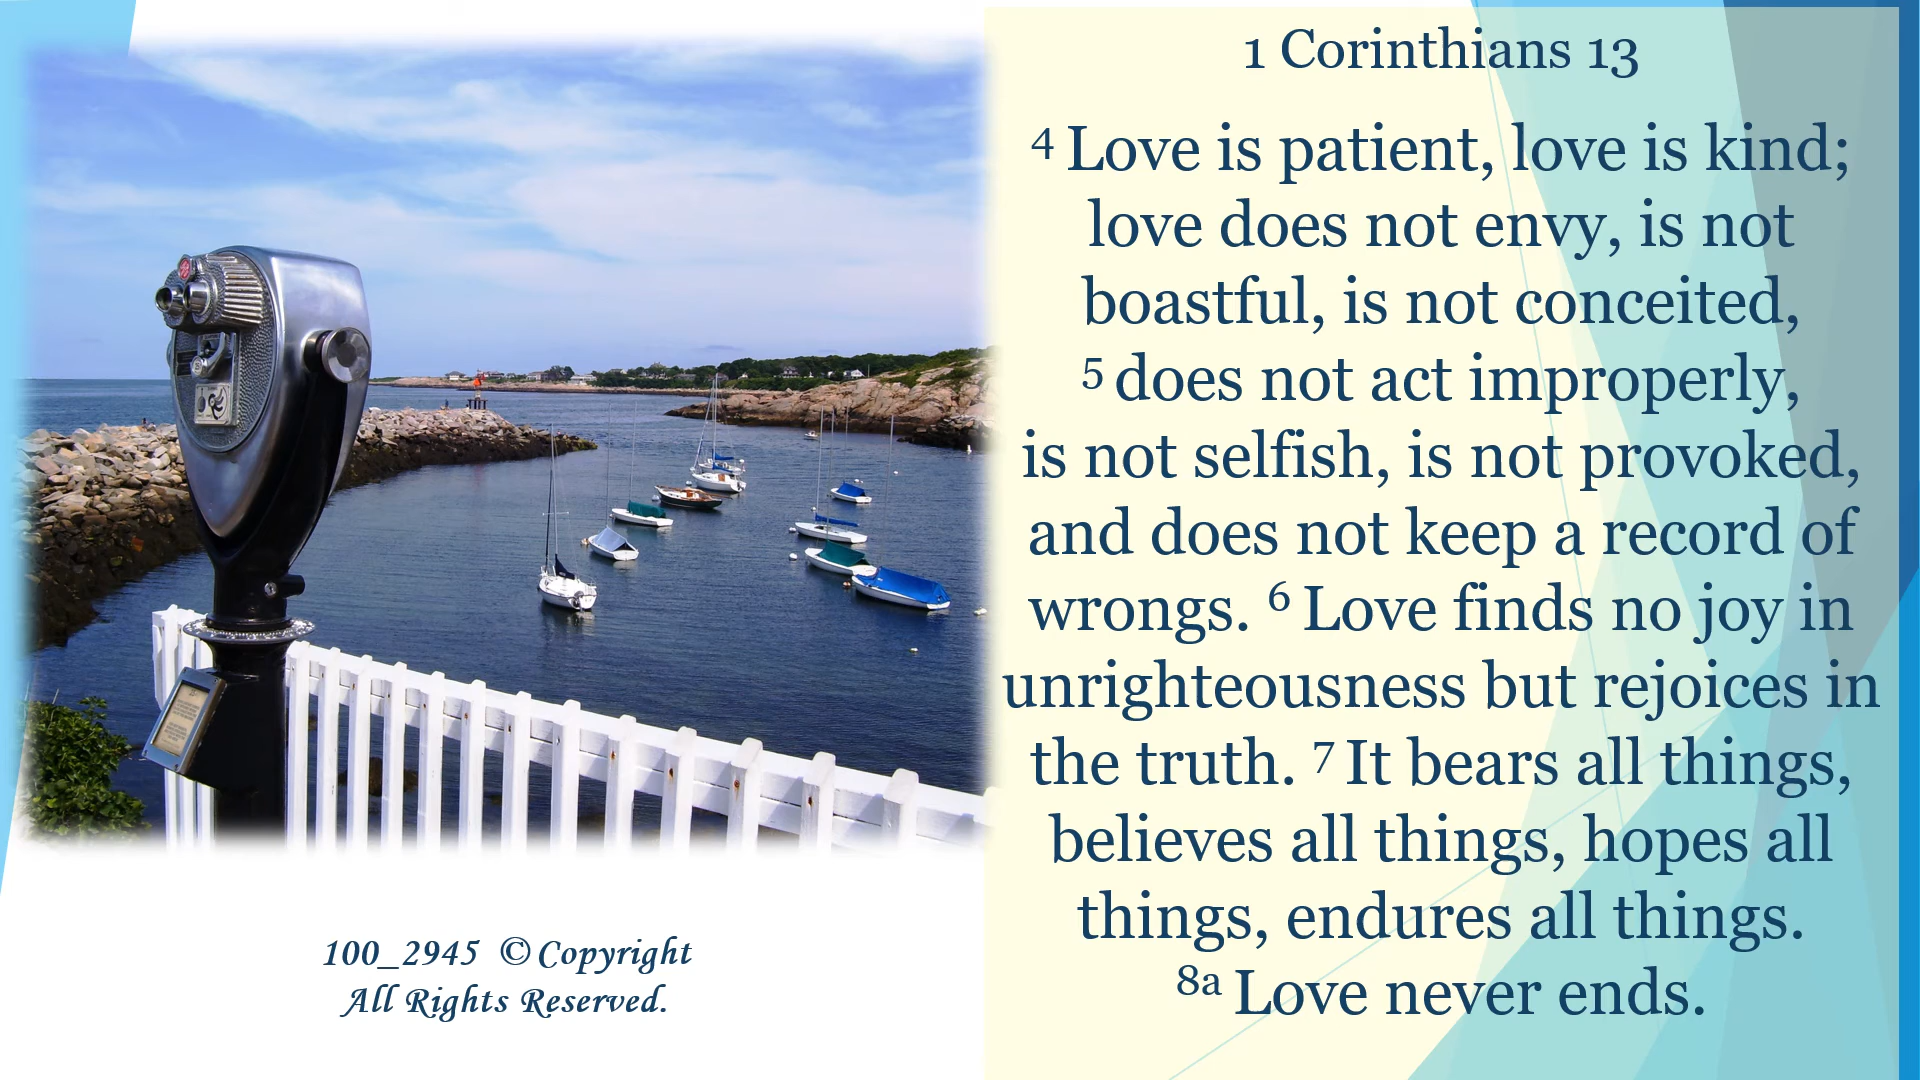 1 Corinthians 13
4 Love is patient, love is kind;
love does not envy, is not
boastful, is not conceited,
5 does not act improperly,
is not selfish, is not provoked,
and does not keep a record of
wrongs. 6 Love finds no joy in
unrighteousness but rejoices in
the truth. 7 It bears all things,
believes all things, hopes all
things, endures all things.
8a Love never ends.
100_2945 © Copyright
All Rights Reserved.